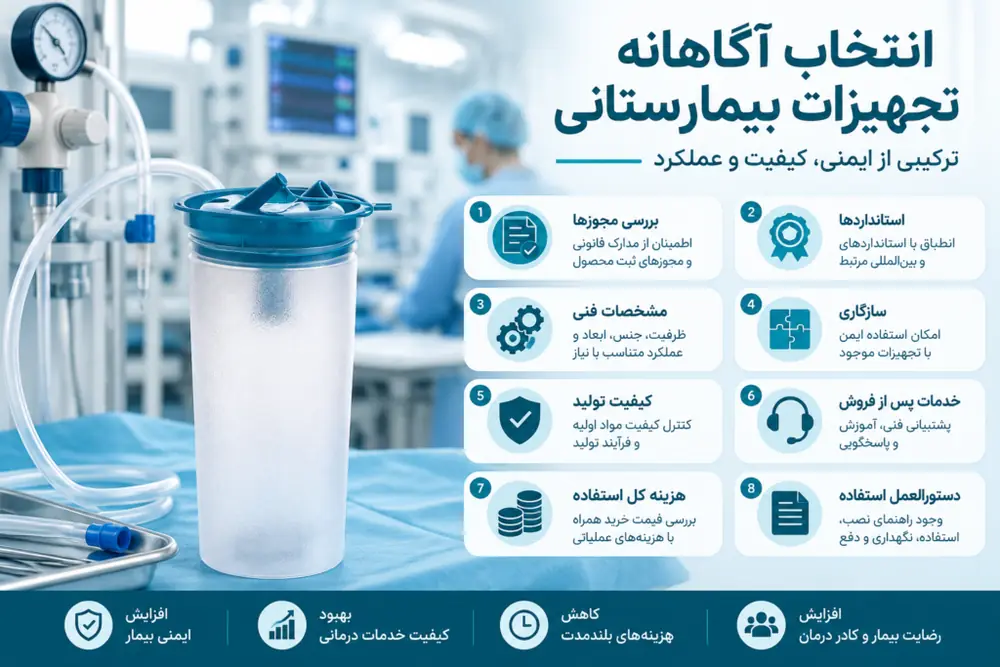 انتخاب آگاهانه
تجهیزات بیمارستانی
ترکیبی از ایمنی، کیفیت و عملکرد
1
بررسی مجوزها
اطمینان از مدارک قانونی
و مجوزهای ثبت محصول
2
استانداردها
انطباق با استانداردهای
و بین‌المللی مرتبط
3
مشخصات فنی
ظرفیت، جنس، ابعاد و
عملکرد متناسب با نیاز
4
سازگاری
امکان استفاده ایمن
با تجهیزات موجود
5
کیفیت تولید
کنترل کیفیت مواد اولیه
و فرآیند تولید
6
خدمات پس از فروش
پشتیبانی فنی، آموزش
و پاسخگویی
7
هزینه کل استفاده
بررسی قیمت خرید همراه
با هزینه‌های عملیاتی
8
دستورالعمل استفاده
وجود راهنمای نصب،
استفاده، نگهداری و دفع
افزایش
ایمنی بیمار
بهبود
کیفیت خدمات درمانی
کاهش
هزینه‌های بلندمدت
افزایش
رضایت بیمار و کادر درمان